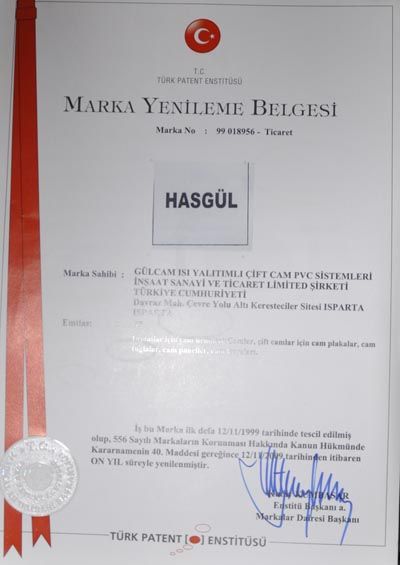 T.C.
TÜRK PATENT ENSTİTÜSÜ
MARKA YENİLEME BELGESİ
Marka No : 99 018956 - Ticaret
HASGÜL
Marka Sahibi : GÜLCAM ISI YALITIMLI ÇİFT CAM PVC SİSTEMLERİ
İNŞAAT SANAYİ VE TİCARET LİMİTED ŞİRKETİ
TÜRKİYE CUMHURİYETİ
Davraz Mah. Çevre Yolu Altı Keresteciler Sitesi ISPARTA
ISPARTA
için cam çift camlar için cam plakalar, cam
cam
İş bu Marka ilk defa 12/11/1999 tarihinde tescil edilmiş
olup, 556 Sayılı Markaların Korunması Hakkında Kanun Hükmünde
Kararnamenin 40. Maddesi gereğince 12/11/2009 tarihinden itibaren
ON YIL süreyle yenilenmiştir.
Enstitü Başkanı a.
Markalar Dairesi Başkanı
TÜRK PATENT ENSTİTÜSÜ